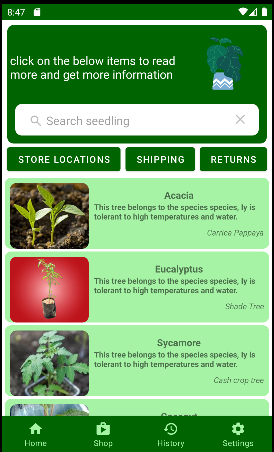 8:47
click on the below items to read
more and get more information
Search seedling
STORE LOCATIONS
SHIPPING
RETURNS
Acacia
This tree belongs to the species species, ly is
tolerant to high temperatures and water.
Carrica Pappaya
Eucalyptus
This tree belongs to the species species, ly is
tolerant to high temperatures and water.
Shade Tree
Sycamore
This tree belongs to the species species, ly is
tolerant to high temperatures and water.
Cash crop tree
Home
Shop
History
Settings